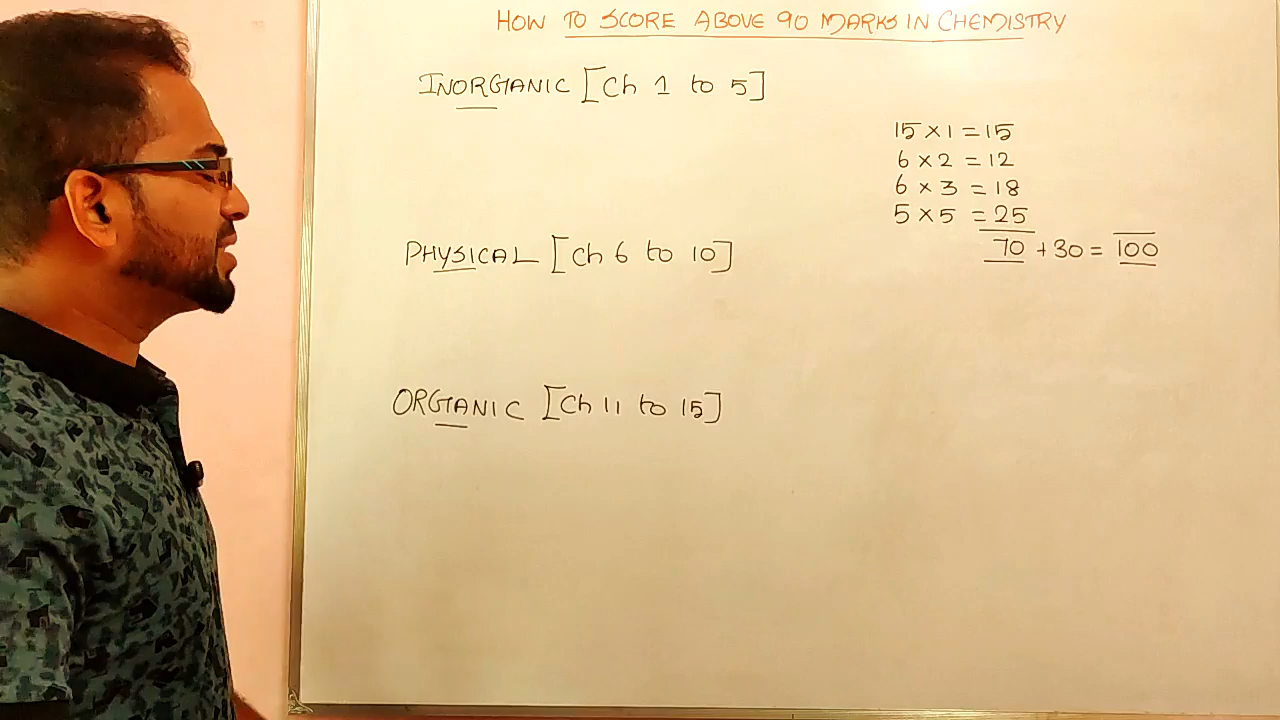 HOW TO SCORE ABOVE 90 MARKS IN CHEMISTRY
INORGANIC [Ch 1 to 5]
15 × 1 = 15
6 × 2 = 12
6 × 3 = 18
5 × 5 = 25
70 + 30 = 100
PHYSICAL [Ch 6 to 10]
ORGANIC [Ch 11 to 15]